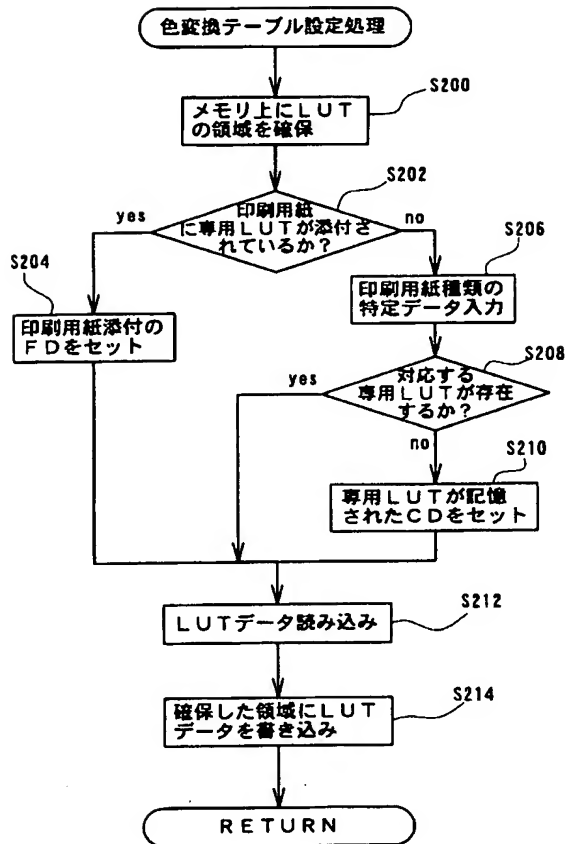 色変換テーブル設定処理
S200
メモリ上にLUT
の領域を確保
S202
印刷用紙
に専用LUTが添付さ
れているか?
yes
no
S204
印刷用紙添付の
FDをセット
S206
印刷用紙種類の
特定データ入力
S208
対応する
専用LUTが存在
するか?
yes
no
S210
専用LUTが記憶
されたCDをセット
S212
LUTデータ読み込み
S214
確保した領域にLUT
データを書き込み
RETURN